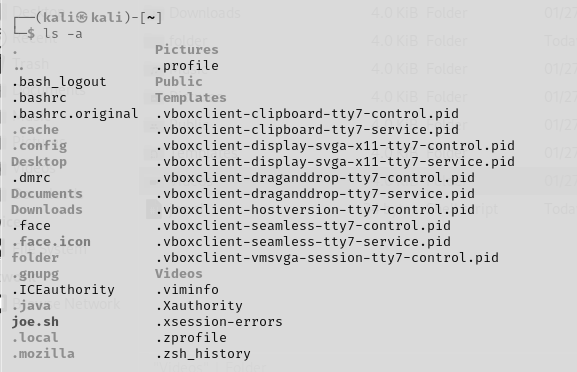 ┌──(kali㉿kali)-[~]
└─$ ls -a
.                 Pictures
..                .profile
.bash_logout      Public
.bashrc           Templates
.bashrc.original  .vboxclient-clipboard-tty7-control.pid
.cache            .vboxclient-clipboard-tty7-service.pid
.config           .vboxclient-display-svga-x11-tty7-control.pid
Desktop           .vboxclient-display-svga-x11-tty7-service.pid
.dmrc             .vboxclient-draganddrop-tty7-control.pid
Documents         .vboxclient-draganddrop-tty7-service.pid
Downloads         .vboxclient-hostversion-tty7-control.pid
.face             .vboxclient-seamless-tty7-control.pid
.face.icon        .vboxclient-seamless-tty7-service.pid
folder            .vboxclient-vmsvga-session-tty7-control.pid
.gnupg            Videos
.ICEauthority     .viminfo
.java             .Xauthority
joe.sh            .xsession-errors
.local            .zprofile
.mozilla          .zsh_history